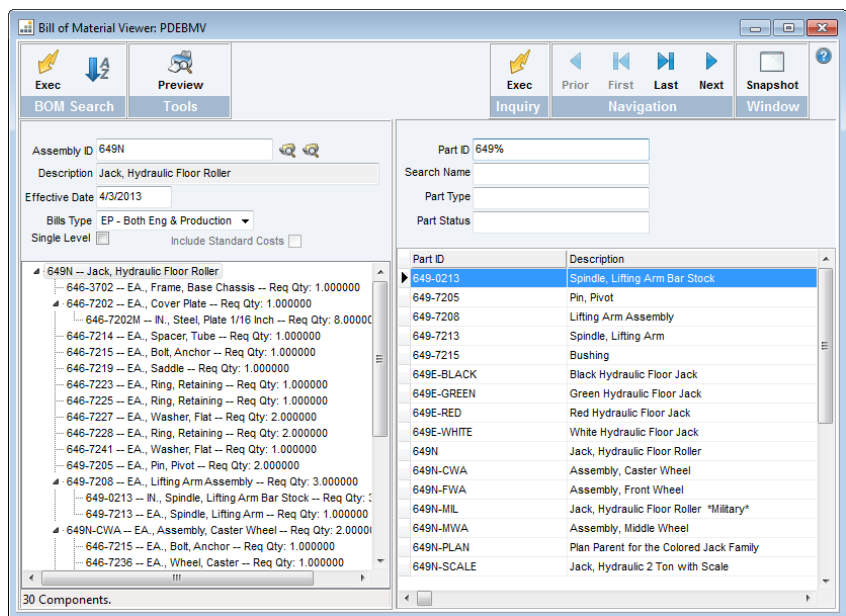 Bill of Material Viewer: PDEBMV
Exec
Preview
BOM Search
Tools
Exec
Prior
First
Last
Next
Snapshot
Inquiry
Navigation
Window
Assembly ID 649N
Description Jack, Hydraulic Floor Roller
Effective Date 4/3/2013
Bills Type EP - Both Eng & Production
Single Level
Include Standard Costs
649N -- Jack, Hydraulic Floor Roller
646-3702 -- EA., Frame, Base Chassis -- Req Qty: 1.000000
646-7202 -- EA., Cover Plate -- Req Qty: 1.000000
646-7202M -- IN., Steel, Plate 1/16 Inch -- Req Qty: 8.0000
646-7214 -- EA., Spacer, Tube -- Req Qty: 1.000000
646-7215 -- EA., Bolt, Anchor -- Req Qty: 1.000000
646-7219 -- EA., Saddle -- Req Qty: 1.000000
646-7223 -- EA., Ring, Retaining -- Req Qty: 1.000000
646-7225 -- EA., Ring, Retaining -- Req Qty: 1.000000
646-7227 -- EA., Washer, Flat -- Req Qty: 2.000000
646-7228 -- EA., Ring, Retaining -- Req Qty: 2.000000
646-7241 -- EA., Washer, Flat -- Req Qty: 1.000000
649-7205 -- EA., Pin, Pivot -- Req Qty: 2.000000
649-7208 -- EA., Lifting Arm Assembly -- Req Qty: 3.000000
649-0213 -- IN., Spindle, Lifting Arm Bar Stock -- Req Qty:
649-7213 -- EA., Spindle, Lifting Arm -- Req Qty: 1.000000
649N-CWA -- EA., Assembly, Caster Wheel -- Req Qty: 2.0000
646-7215 -- EA., Bolt, Anchor -- Req Qty: 1.000000
646-7236 -- EA., Wheel, Caster -- Req Qty: 1.000000
30 Components.
Part ID 649%
Search Name
Part Type
Part Status
Part ID Description
649-0213 Spindle, Lifting Arm Bar Stock
649-7205 Pin, Pivot
649-7208 Lifting Arm Assembly
649-7213 Spindle, Lifting Arm
649-7215 Bushing
649E-BLACK Black Hydraulic Floor Jack
649E-GREEN Green Hydraulic Floor Jack
649E-RED Red Hydraulic Floor Jack
649E-WHITE White Hydraulic Floor Jack
649N Jack, Hydraulic Floor Roller
649N-CWA Assembly, Caster Wheel
649N-FWA Assembly, Front Wheel
649N-MIL Jack, Hydraulic Floor Roller *Military*
649N-MWA Assembly, Middle Wheel
649N-PLAN Plan Parent for the Colored Jack Family
649N-SCALE Jack, Hydraulic 2 Ton with Scale